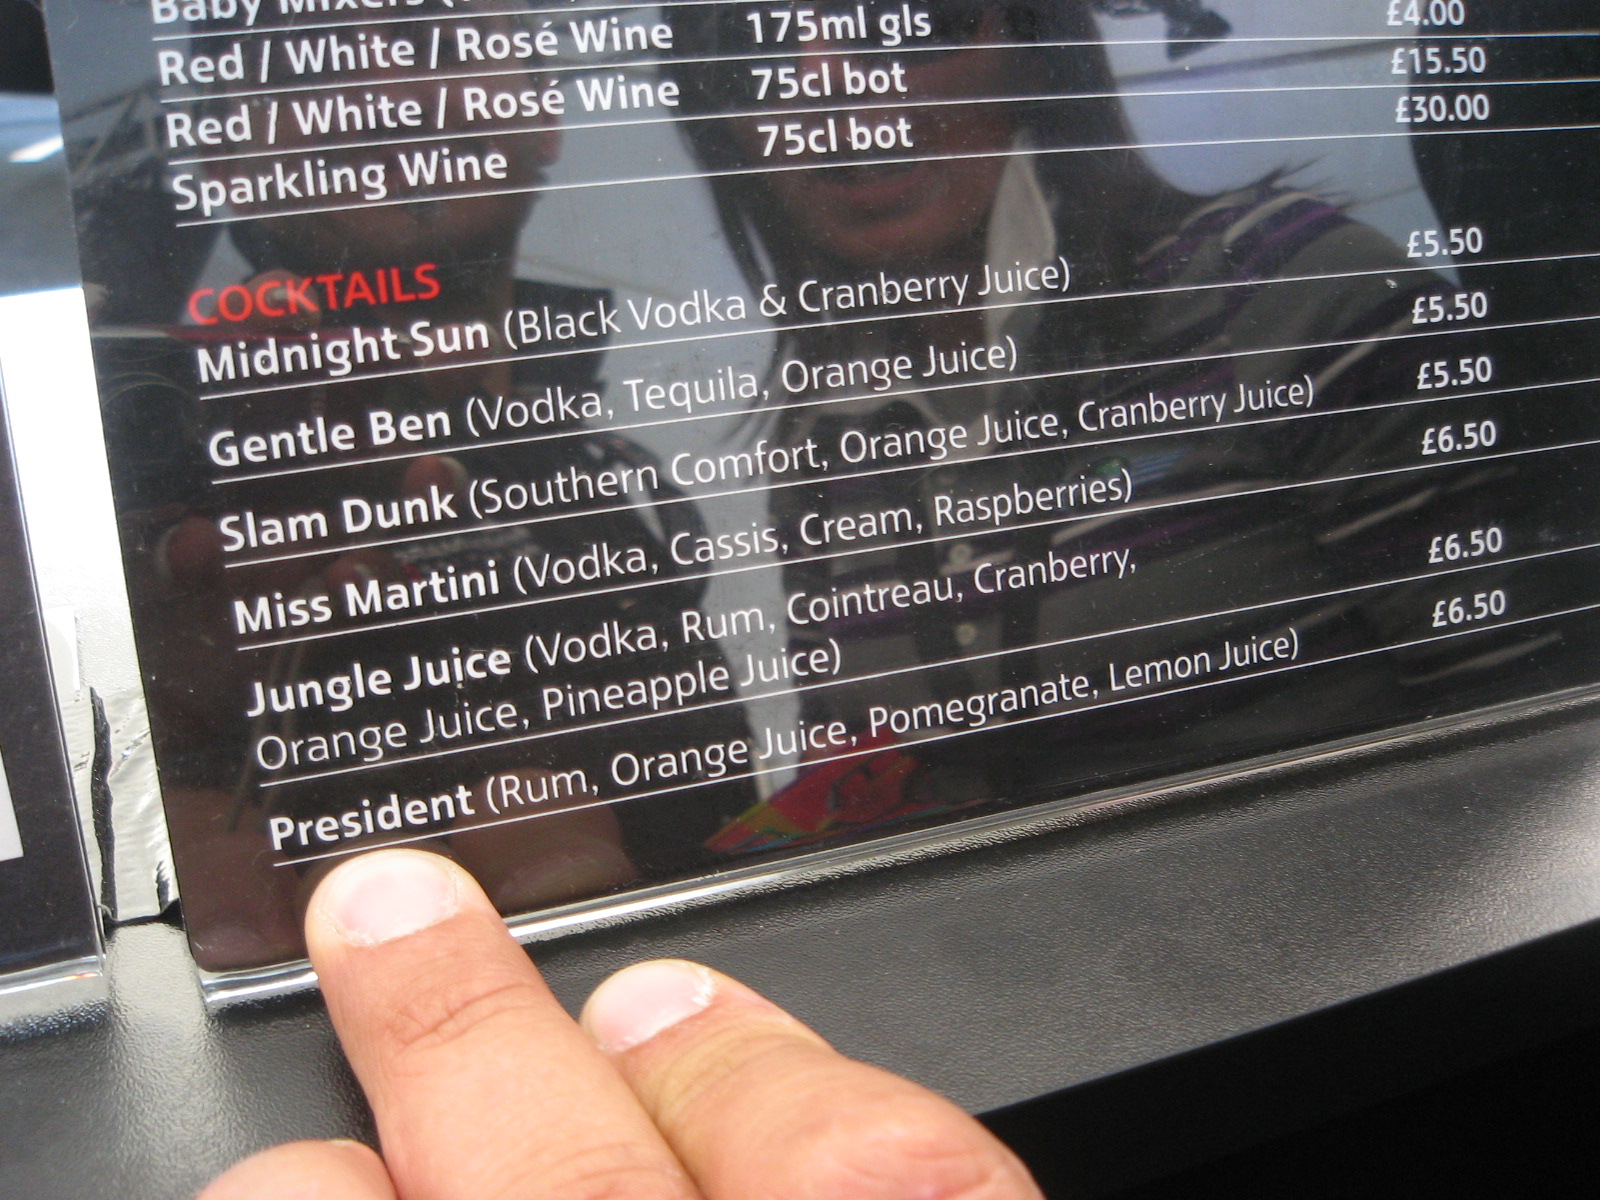 Baby Mixers
Red / White / Rosé Wine 175ml gls £4.00
Red / White / Rosé Wine 75cl bot £15.50
Sparkling Wine 75cl bot £30.00
COCKTAILS
Midnight Sun (Black Vodka & Cranberry Juice) £5.50
Gentle Ben (Vodka, Tequila, Orange Juice) £5.50
Slam Dunk (Southern Comfort, Orange Juice, Cranberry Juice) £5.50
Miss Martini (Vodka, Cassis, Cream, Raspberries) £6.50
Jungle Juice (Vodka, Rum, Cointreau, Cranberry,
Orange Juice, Pineapple Juice) £6.50
President (Rum, Orange Juice, Pomegranate, Lemon Juice) £6.50